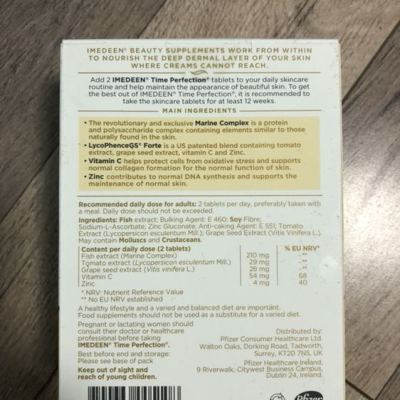 IMEDEEN® BEAUTY SUPPLEMENTS WORK FROM WITHIN
TO NOURISH THE DEEP DERMAL LAYER OF YOUR SKIN
WHERE CREAMS CANNOT REACH.
Add 2 IMEDEEN® Time Perfection® tablets to your daily skincare
routine and help maintain the appearance of beautiful skin. To get
the best out of IMEDEEN® Time Perfection®, it is recommended to
take the skincare tablets for at least 12 weeks.
MAIN INGREDIENTS
• The revolutionary and exclusive Marine Complex is a protein
and polysaccharide complex containing elements similar to those
naturally found in the skin.
• LycoPhenceGS® Forte is a US patented blend containing tomato
extract, grape seed extract, vitamin C and Zinc.
• Vitamin C helps protect cells from oxidative stress and supports
normal collagen formation for the normal function of skin.
• Zinc contributes to normal DNA synthesis and supports the
maintenance of normal skin.
Recommended daily dose for adults: 2 tablets per day, preferably taken with
a meal. Daily dose should not be exceeded.
Ingredients: Fish extract; Bulking Agent: E 460; Soy Fibre;
Sodium-L-Ascorbate; Zinc Gluconate; Anti-caking Agent: E 551, Tomato
Extract (Lycopersicon esculentum Mill.); Grape Seed Extract (Vitis Vinifera L.).
May contain Molluscs and Crustaceans.
Content per daily dose (2 tablets) % EU NRV*
Fish extract (Marine Complex) 210 mg **
Tomato extract (Lycopersicon esculentum Mill.) 29 mg **
Grape seed extract (Vitis vinifera L.) 28 mg **
Vitamin C 54 mg 68
Zinc 4 mg 40
* NRV: Nutrient Reference Value
** No EU NRV established
A healthy lifestyle and a varied and balanced diet are important.
Food supplements should not be used as a substitute for a varied diet.
Pregnant or lactating women should
consult their doctor or healthcare
professional before taking
IMEDEEN® Time Perfection®.
Best before end and storage:
Please see base of pack
Keep out of sight and
reach of young children.
Distributed by:
Pfizer Consumer Healthcare Ltd.
Walton Oaks, Dorking Road, Tadworth,
Surrey, KT20 7NS, UK
Pfizer Healthcare Ireland,
9 Riverwalk, Citywest Business Campus,
Dublin 24, Ireland.
Pfizer